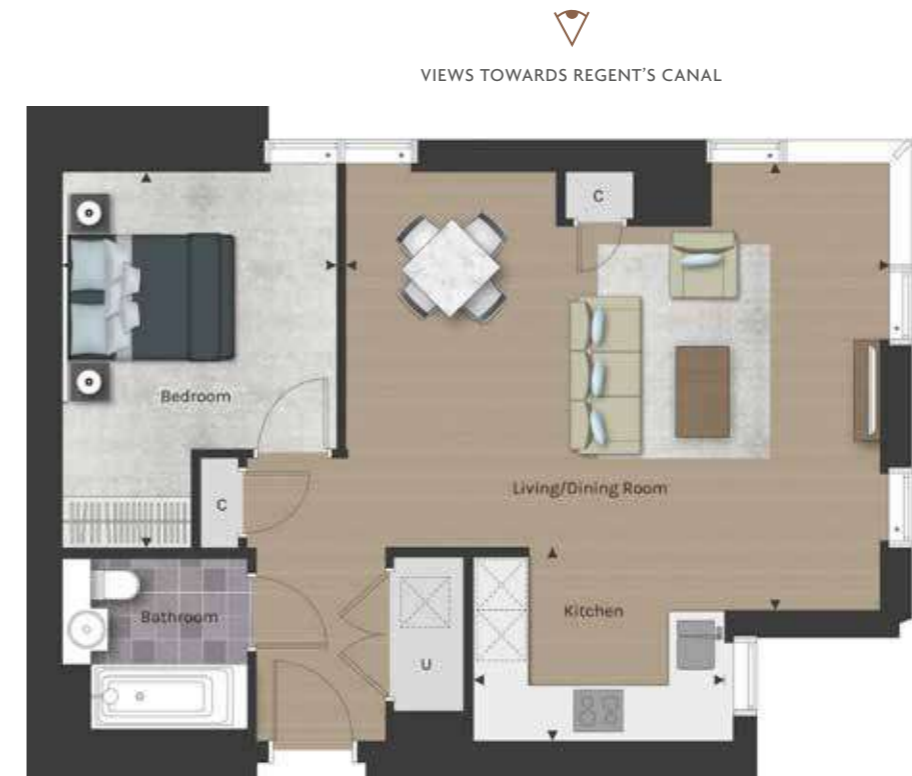 VIEWS TOWARDS REGENT'S CANAL
C
Bedroom
Living/Dining Room
C
Kitchen
Bathroom
U